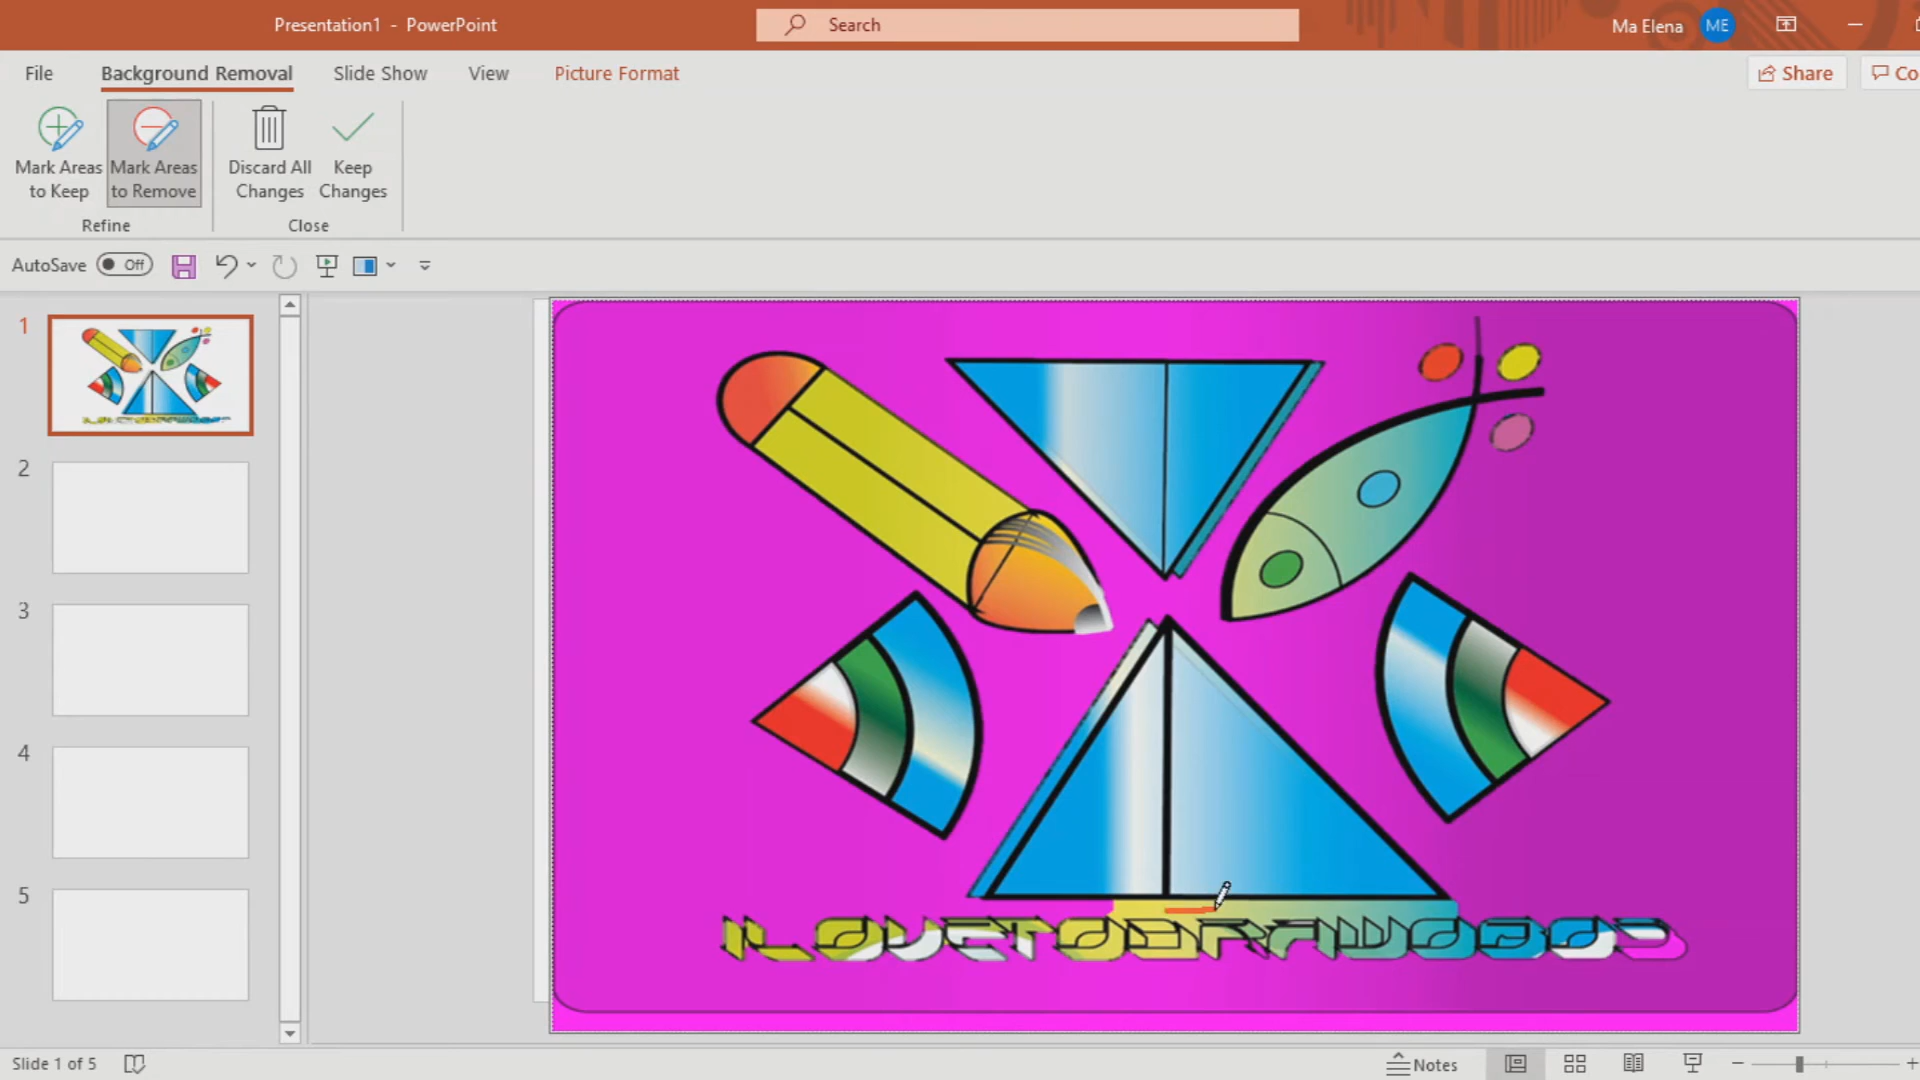 Presentation1 - PowerPoint
Search
Ma Elena
ME
File
Background Removal
Slide Show
View
Picture Format
Share
Co
Mark Areas to Keep
Mark Areas to Remove
Discard All Changes
Keep Changes
Refine
Close
AutoSave
Off
1
2
3
4
5
ILOVETODRAW
Slide 1 of 5
Notes